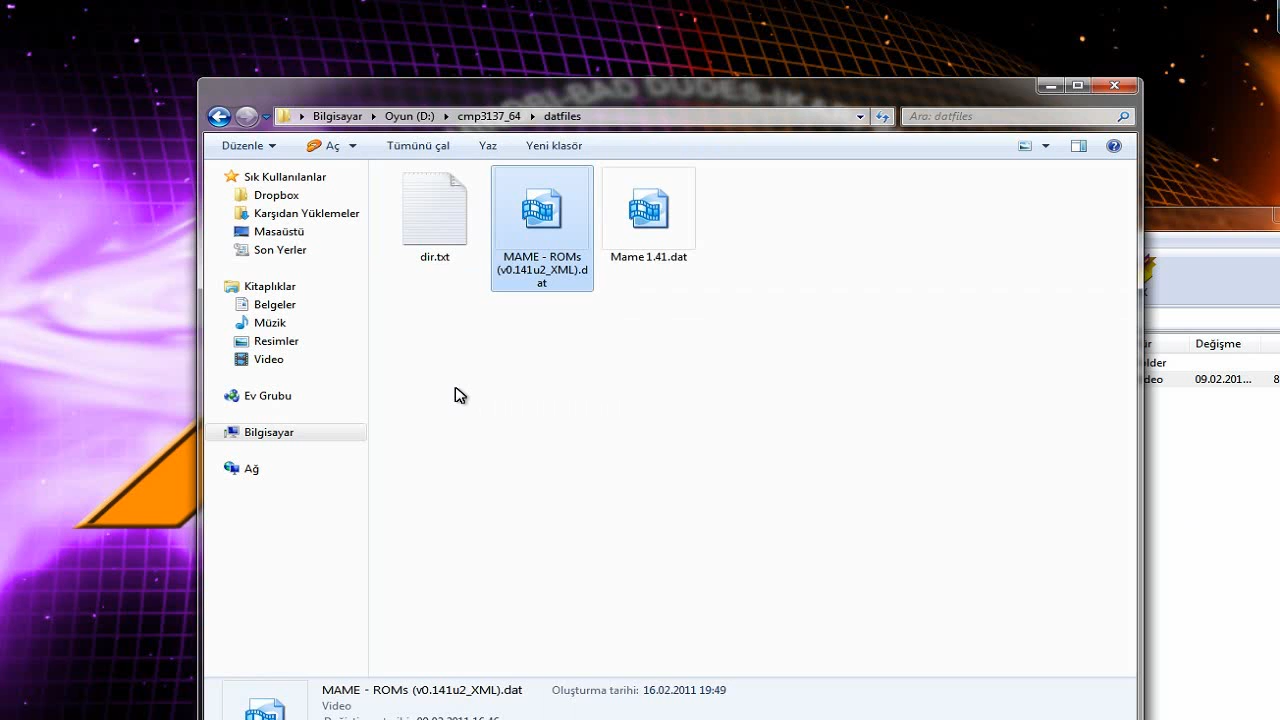 Bilgisayar
Oyun (D:)
cmp3137_64
datfiles
Ara: datfiles
Düzenle
Aç
Tümünü çal
Yaz
Yeni klasör
Sık Kullanılanlar
Dropbox
Karşıdan Yüklemeler
Masaüstü
Son Yerler
Kitaplıklar
Belgeler
Müzik
Resimler
Video
Ev Grubu
Bilgisayar
Ağ
dir.txt
MAME - ROMs
(v0.141u2_XML).d
at
Mame 1.41.dat
Değişme
older
deo
09.02.201...
8
MAME - ROMs (v0.141u2_XML).dat
Oluşturma tarihi: 16.02.2011 19:49
Video